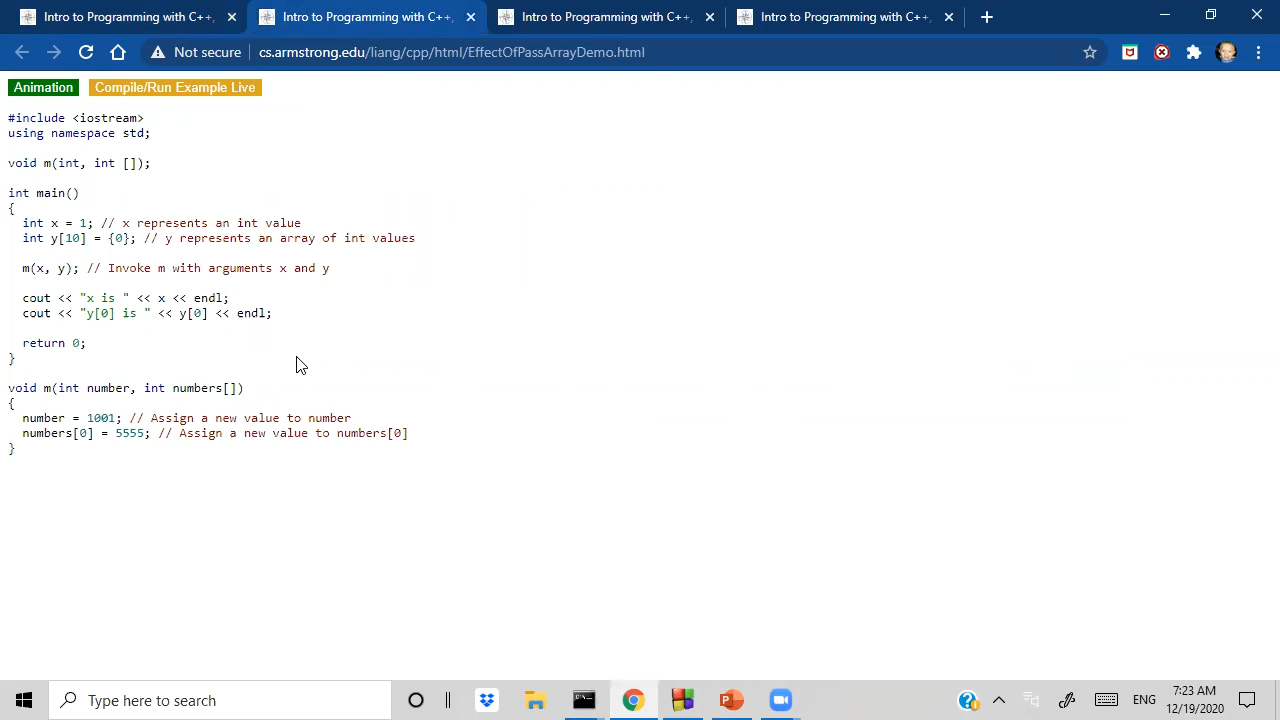 Intro to Programming with C++,
Intro to Programming with C++,
Intro to Programming with C++,
Intro to Programming with C++,
Not secure
cs.armstrong.edu/liang/cpp/html/EffectOfPassArrayDemo.html
Animation
Compile/Run Example Live
#include <iostream>
using namespace std;
void m(int, int []);
int main()
{
int x = 1; // x represents an int value
int y[10] = {0}; // y represents an array of int values
m(x, y); // Invoke m with arguments x and y
cout << "x is " << x << endl;
cout << "y[0] is " << y[0] << endl;
return 0;
}
void m(int number, int numbers[])
{
number = 1001; // Assign a new value to number
numbers[0] = 5555; // Assign a new value to numbers[0]
}
Type here to search
ENG
7:23 AM
12/19/2020